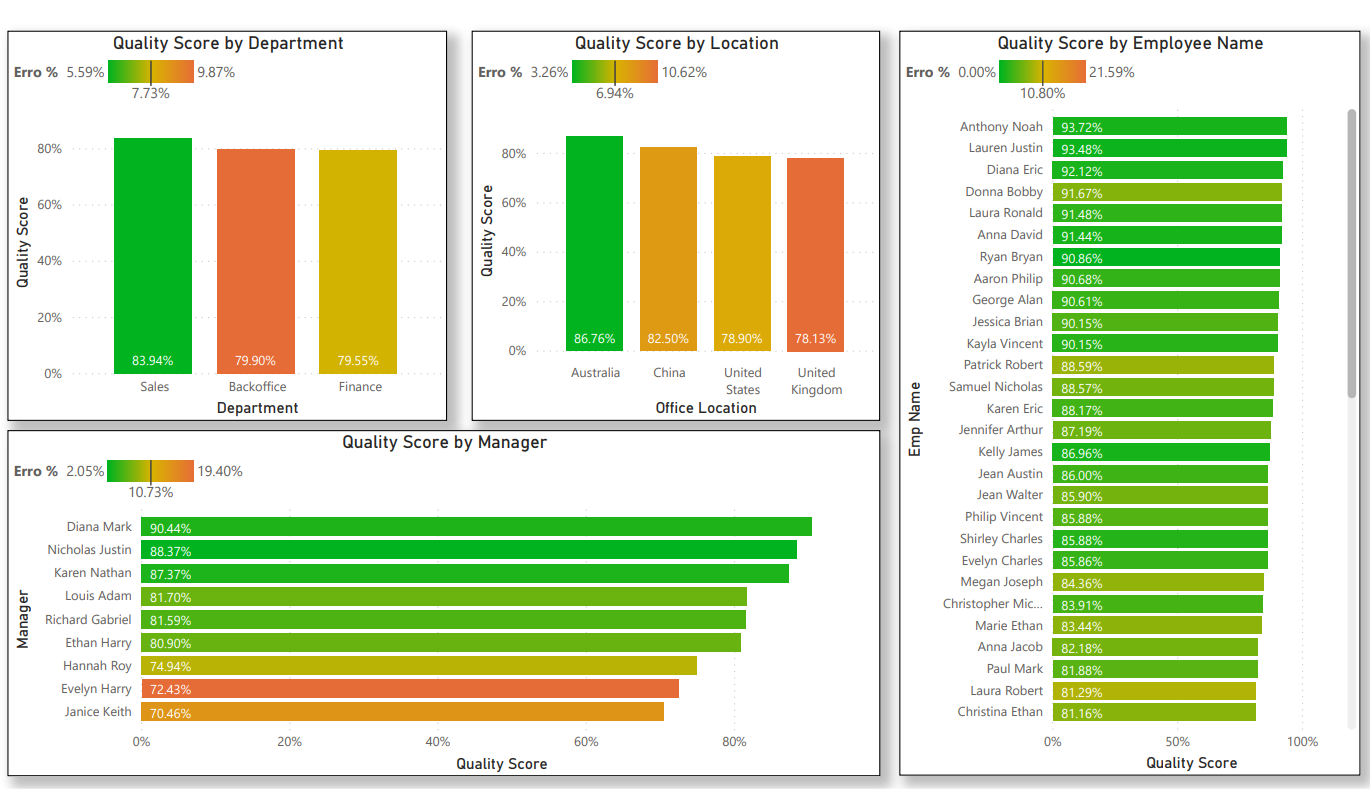 Quality Score by Department
Erro % 5.59% 9.87%
7.73%
Quality Score
80%
60%
40%
20%
0%
83.94% 79.90% 79.55%
Sales Backoffice Finance
Department
Quality Score by Location
Erro % 3.26% 10.62%
6.94%
Quality Score
80%
60%
40%
20%
0%
86.76% 82.50% 78.90% 78.13%
Australia China United States United Kingdom
Office Location
Quality Score by Manager
Erro % 2.05% 19.40%
10.73%
Manager
Diana Mark 90.44%
Nicholas Justin 88.37%
Karen Nathan 87.37%
Louis Adam 81.70%
Richard Gabriel 81.59%
Ethan Harry 80.90%
Hannah Roy 74.94%
Evelyn Harry 72.43%
Janice Keith 70.46%
0% 20% 40% 60% 80%
Quality Score
Quality Score by Employee Name
Erro % 0.00% 21.59%
10.80%
Emp Name
Anthony Noah 93.72%
Lauren Justin 93.48%
Diana Eric 92.12%
Donna Bobby 91.67%
Laura Ronald 91.48%
Anna David 91.44%
Ryan Bryan 90.86%
Aaron Philip 90.68%
George Alan 90.61%
Jessica Brian 90.15%
Kayla Vincent 90.15%
Patrick Robert 88.59%
Samuel Nicholas 88.57%
Karen Eric 88.17%
Jennifer Arthur 87.19%
Kelly James 86.96%
Jean Austin 86.00%
Jean Walter 85.90%
Philip Vincent 85.88%
Shirley Charles 85.88%
Evelyn Charles 85.86%
Megan Joseph 84.36%
Christopher Mic... 83.91%
Marie Ethan 83.44%
Anna Jacob 82.18%
Paul Mark 81.88%
Laura Robert 81.29%
Christina Ethan 81.16%
0% 50% 100%
Quality Score